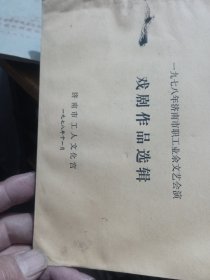 一九七八年济南市职工业余文艺会演
戏剧作品选辑
济南市工人文化宫
一九七八年十一月